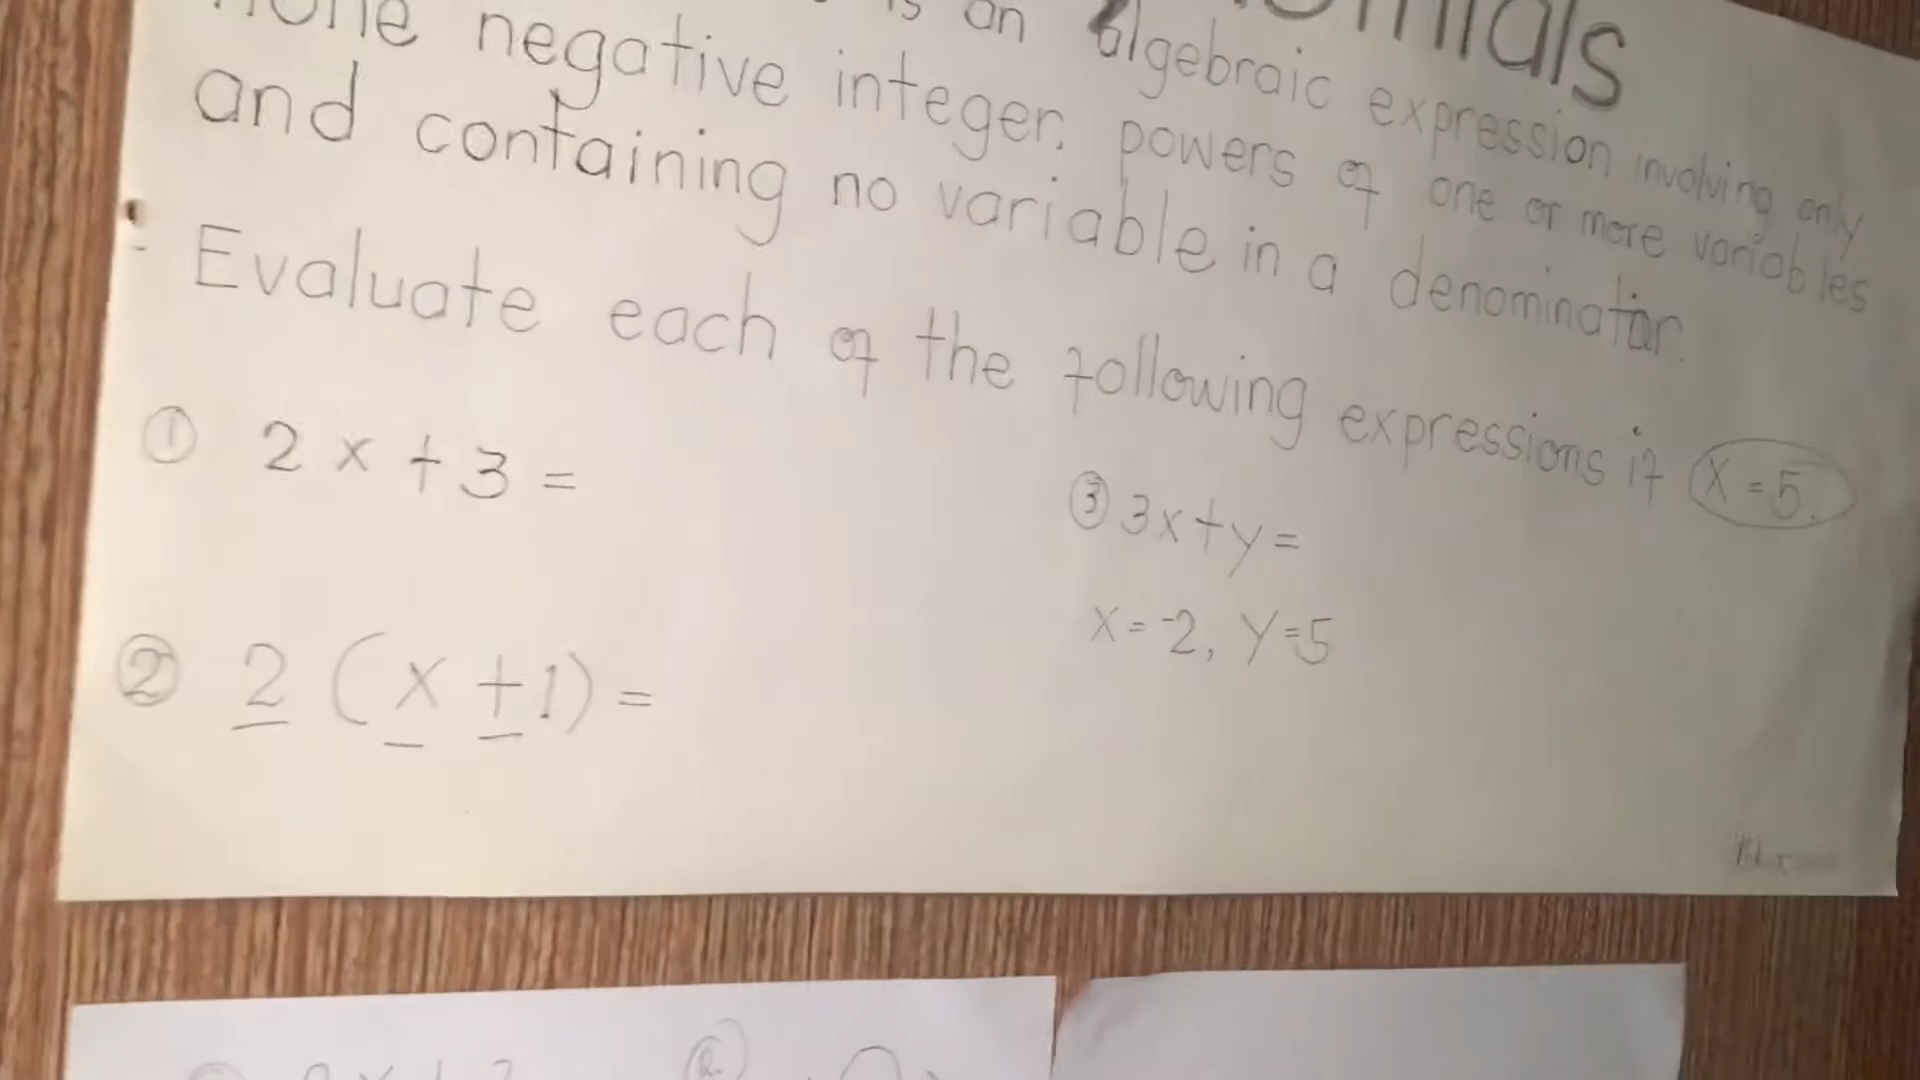 is an algebraic expression involving only
negative integer, powers of one or more variables
and containing no variable in a denominator.
Evaluate each of the following expressions if x = 5.
① 2x + 3 =
② 2 (x + 1) =
③ 3x + y =
x = -2, y = 5